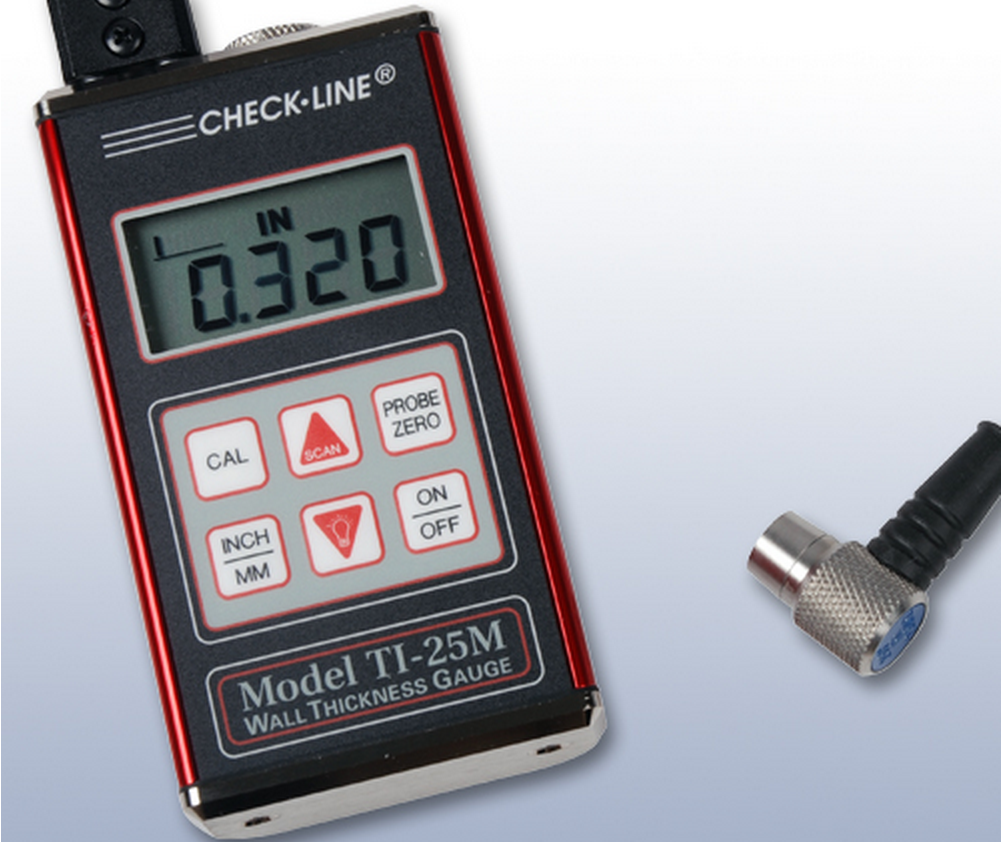 CHECK•LINE®
IN
0.320
CAL
SCAN
PROBE
ZERO
INCH
MM
ON
OFF
Model TI-25M
WALL THICKNESS GAUGE